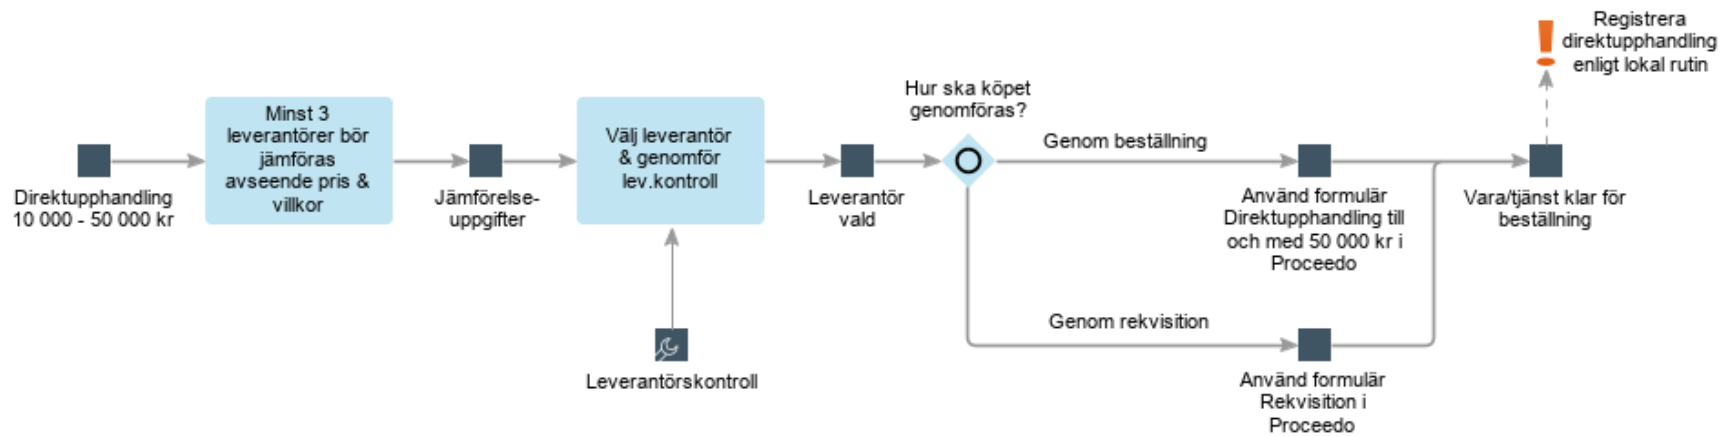 Registrera
direktupphandling
enligt lokal rutin
Direktupphandling
10 000 - 50 000 kr
Minst 3
leverantörer bör
jämföras
avseende pris &
villkor
Jämförelse-
uppgifter
Välj leverantör
& genomför
lev.kontroll
Leverantörskontroll
Leverantör
vald
Hur ska köpet
genomföras?
Genom beställning
Använd formulär
Direktupphandling till
och med 50 000 kr i
Proceedo
Genom rekvisition
Använd formulär
Rekvisition i
Proceedo
Vara/tjänst klar för
beställning